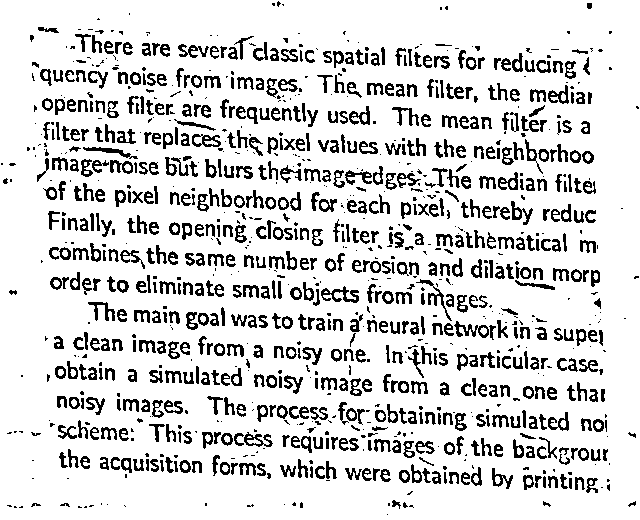 There are several classic spatial filters for reducing
quency noise from images. The mean filter, the median
opening filter are frequently used. The mean filter is a
filter that replaces the pixel values with the neighborhoo
image noise but blurs the image edges. The median filte
of the pixel neighborhood for each pixel, thereby reduc
Finally, the opening closing filter is a mathematical m
combines the same number of erosion and dilation morp
order to eliminate small objects from images.
The main goal was to train a neural network in a super
a clean image from a noisy one. In this particular case,
obtain a simulated noisy image from a clean one than
noisy images. The process for obtaining simulated noi
scheme: This process requires images of the backgroun
the acquisition forms, which were obtained by printing